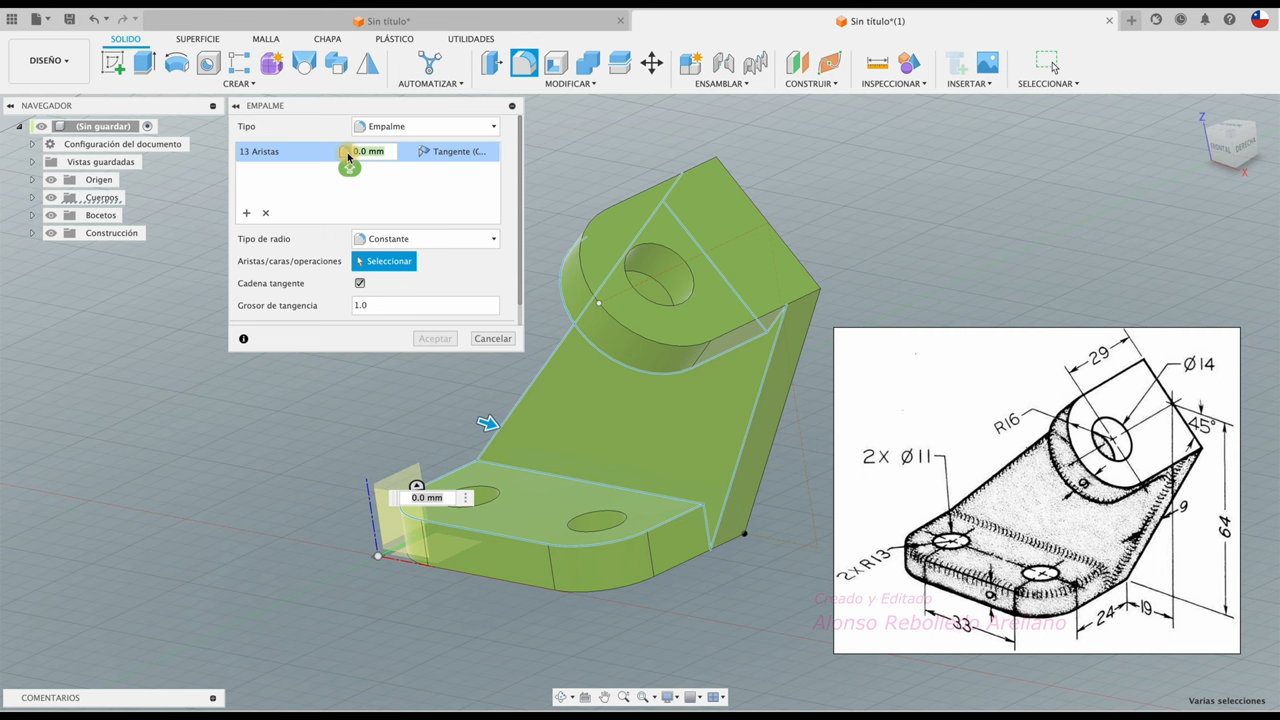 Sin título*
Sin título*(1)
DISEÑO
SOLIDO
SUPERFICIE
MALLA
CHAPA
PLÁSTICO
UTILIDADES
CREAR
AUTOMATIZAR
MODIFICAR
ENSAMBLAR
CONSTRUIR
INSPECCIONAR
INSERTAR
SELECCIONAR
NAVEGADOR
(Sin guardar)
Configuración del documento
Vistas guardadas
Origen
Cuerpos
Bocetos
Construcción
EMPALME
Tipo
Empalme
13 Aristas
0.0 mm
Tangente (C...
Tipo de radio
Constante
Aristas/caras/operaciones
Seleccionar
Cadena tangente
Grosor de tangencia
1.0
Aceptar
Cancelar
Z
FRONTAL
DERECHA
X
0.0 mm
29
Ø14
R16
45°
2X Ø11
9
9
64
2XR13
9
33
24
19
Creado y Editado
Alonso Rebolledo Arellano
COMENTARIOS
Varias selecciones